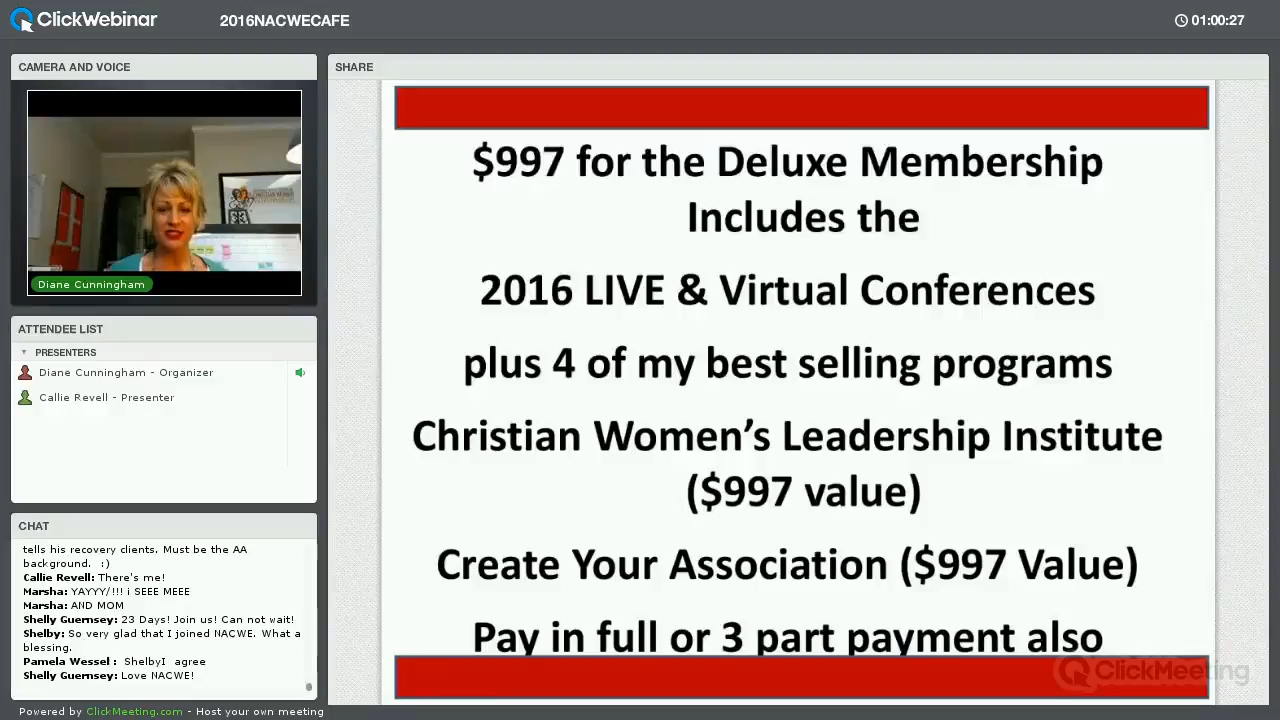 ClickWebinar
2016NACWECAFE
01:00:27
CAMERA AND VOICE
Diane Cunningham
ATTENDEE LIST
PRESENTERS
Diane Cunningham - Organizer
Callie Revell - Presenter
CHAT
tells his recovery clients. Must be the AA
background. :)
Callie Revell: There's me!
Marsha: YAYYY/!!! i SEEE MEEE
Marsha: AND MOM
Shelly Guernsey: 23 Days! Join us! Can not wait!
Shelby: So very glad that I joined NACWE. What a
blessing.
Pamela Wessel : ShelbyI agree
Shelly Guernsey: Love NACWE!
Powered by ClickMeeting.com - Host your own meeting
SHARE
$997 for the Deluxe Membership
Includes the
2016 LIVE & Virtual Conferences
plus 4 of my best selling programs
Christian Women’s Leadership Institute
($997 value)
Create Your Association ($997 Value)
Pay in full or 3 part payment also
ClickMeeting